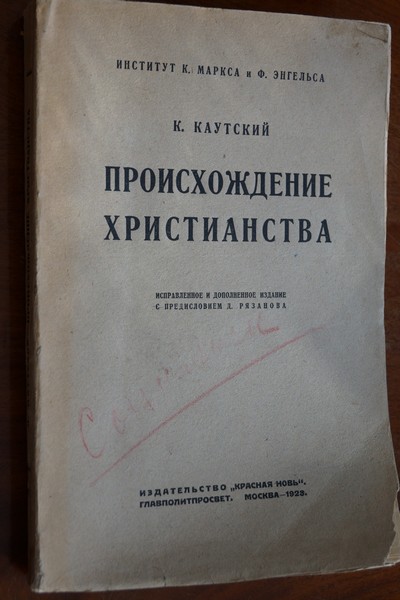 ИНСТИТУТ К. МАРКСА и Ф. ЭНГЕЛЬСА
К. КАУТСКИЙ
ПРОИСХОЖДЕНИЕ
ХРИСТИАНСТВА
ИСПРАВЛЕННОЕ И ДОПОЛНЕННОЕ ИЗДАНИЕ
С ПРЕДИСЛОВИЕМ Д. РЯЗАНОВА
ИЗДАТЕЛЬСТВО „КРАСНАЯ НОВЬ".
ГЛАВПОЛИТПРОСВЕТ. МОСКВА—1923.